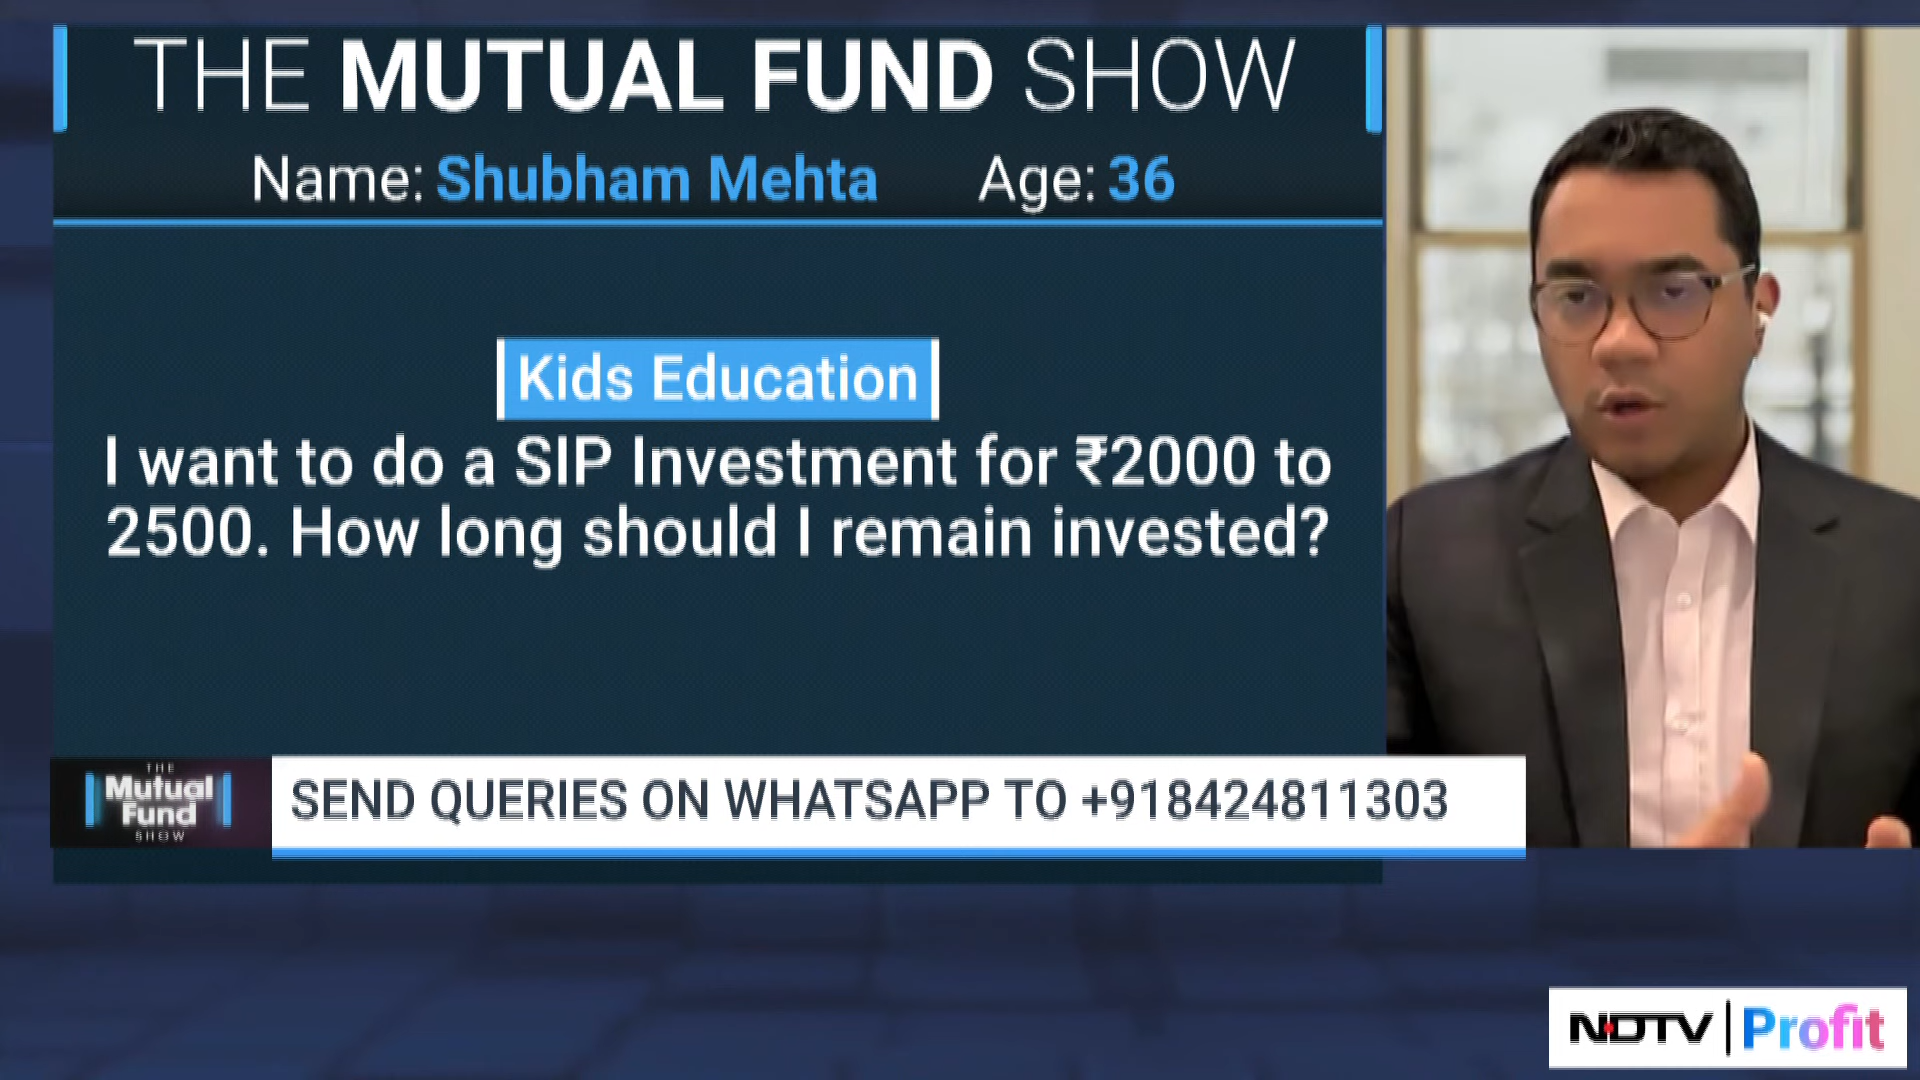 THE MUTUAL FUND SHOW
Name: Shubham Mehta Age: 36
Kids Education
I want to do a SIP Investment for ₹2000 to
2500. How long should I remain invested?
THE
Mutual
Fund
SHOW
SEND QUERIES ON WHATSAPP TO +918424811303
NDTV Profit